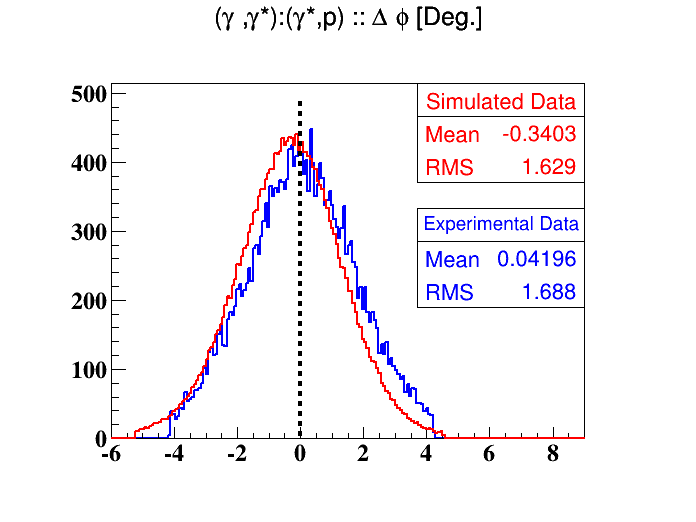 (γ ,γ*):(γ*,p) :: Δ φ [Deg.]
500
400
300
200
100
0
-6 -4 -2 0 2 4 6 8
Simulated Data
Mean -0.3403
RMS 1.629
Experimental Data
Mean 0.04196
RMS 1.688